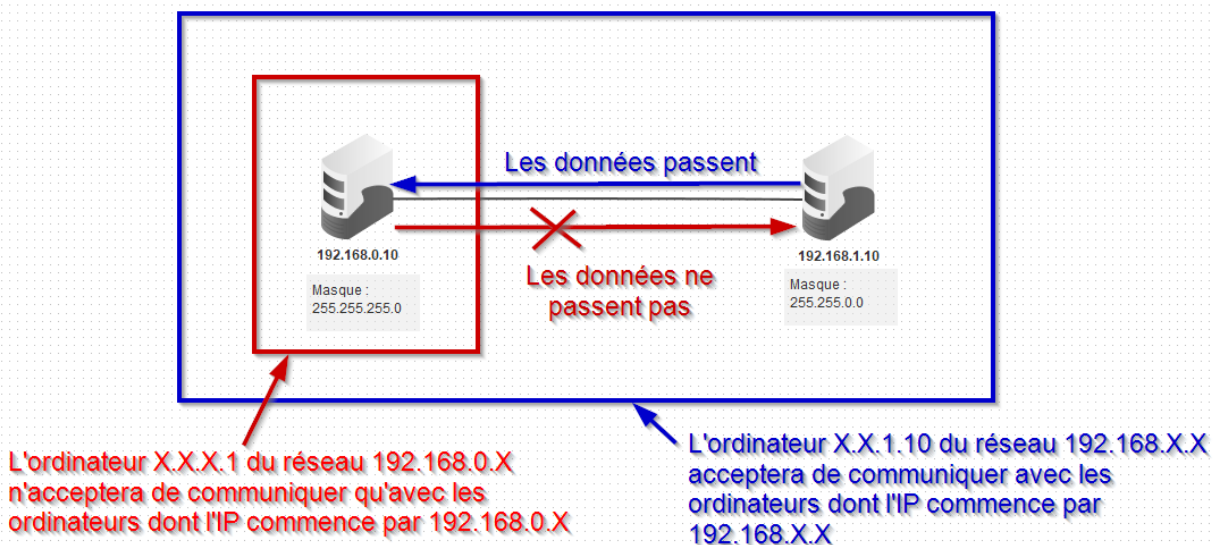 Les données passent
192.168.0.10
192.168.1.10
Masque :
255.255.255.0
Les données ne
passent pas
Masque :
255.255.0.0
L'ordinateur X.X.X.1 du réseau 192.168.0.X
n'acceptera de communiquer qu'avec les
ordinateurs dont l'IP commence par 192.168.0.X
L'ordinateur X.X.1.10 du réseau 192.168.X.X
acceptera de communiquer avec les
ordinateurs dont l'IP commence par
192.168.X.X